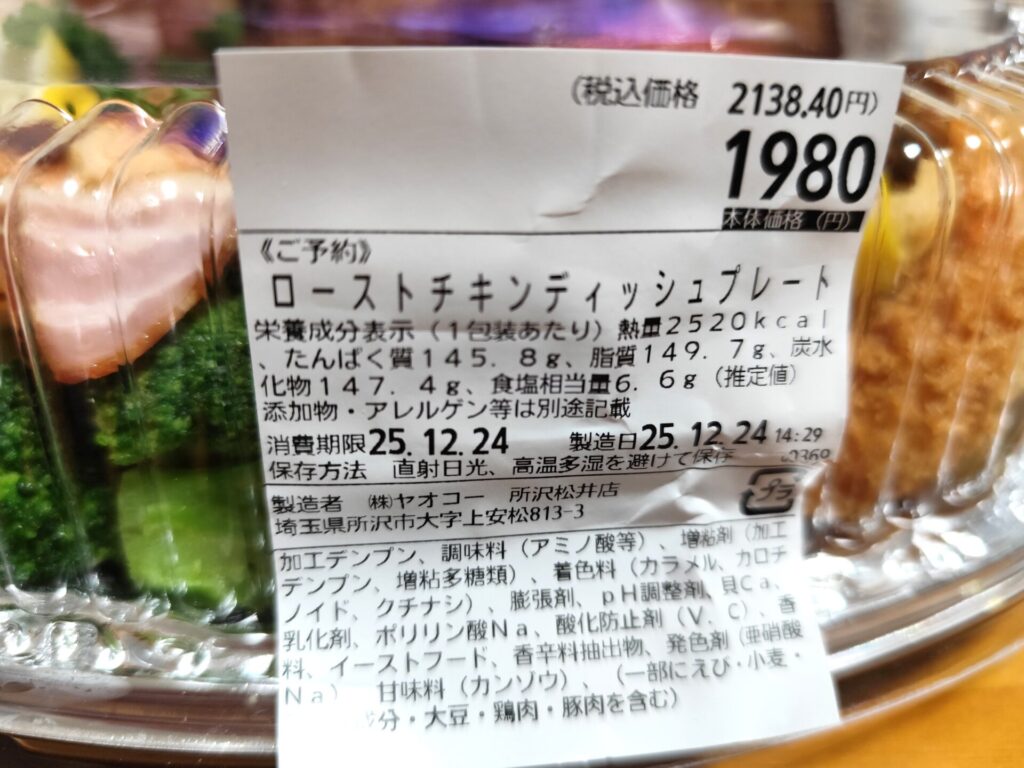 (税込価格 2138.40円)
1980
本体価格 (円)
《ご予約》
ローストチキンディッシュプレート
栄養成分表示(1包装あたり)熱量2520kcal
、たんぱく質145.8g、脂質149.7g、炭水
化物147.4g、食塩相当量6.6g(推定値)
添加物・アレルゲン等は別途記載
消費期限25.12.24 製造日25.12.24 14:29
保存方法 直射日光、高温多湿を避けて保存
製造者 ㈱ヤオコー 所沢松井店
埼玉県所沢市大字上安松813-3
プラ
加工デンプン、調味料(アミノ酸等)、増粘剤(加工
デンプン、増粘多糖類)、着色料(カラメル、カロチ
ノイド、クチナシ)、膨張剤、pH調整剤、貝Ca、
乳化剤、ポリリン酸Na、酸化防止剤(V.C)、香
料、イーストフード、香辛料抽出物、発色剤(亜硝酸
Na)、甘味料(カンゾウ)、(一部にえび・小麦・
成分・大豆・鶏肉・豚肉を含む)